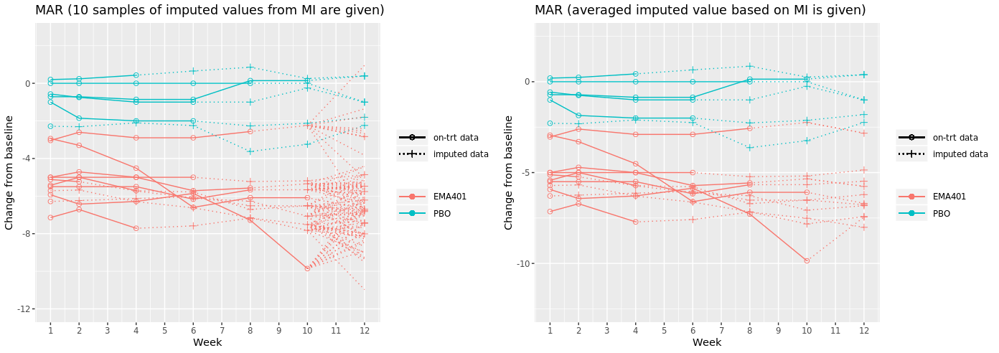 MAR (10 samples of imputed values from MI are given)
Change from baseline
0
-4
-8
-12
1 2 3 4 5 6 7 8 9 10 11 12
Week
on-trt data
imputed data
EMA401
PBO
MAR (averaged imputed value based on MI is given)
Change from baseline
0
-5
-10
1 2 3 4 5 6 7 8 9 10 11 12
Week
on-trt data
imputed data
EMA401
PBO